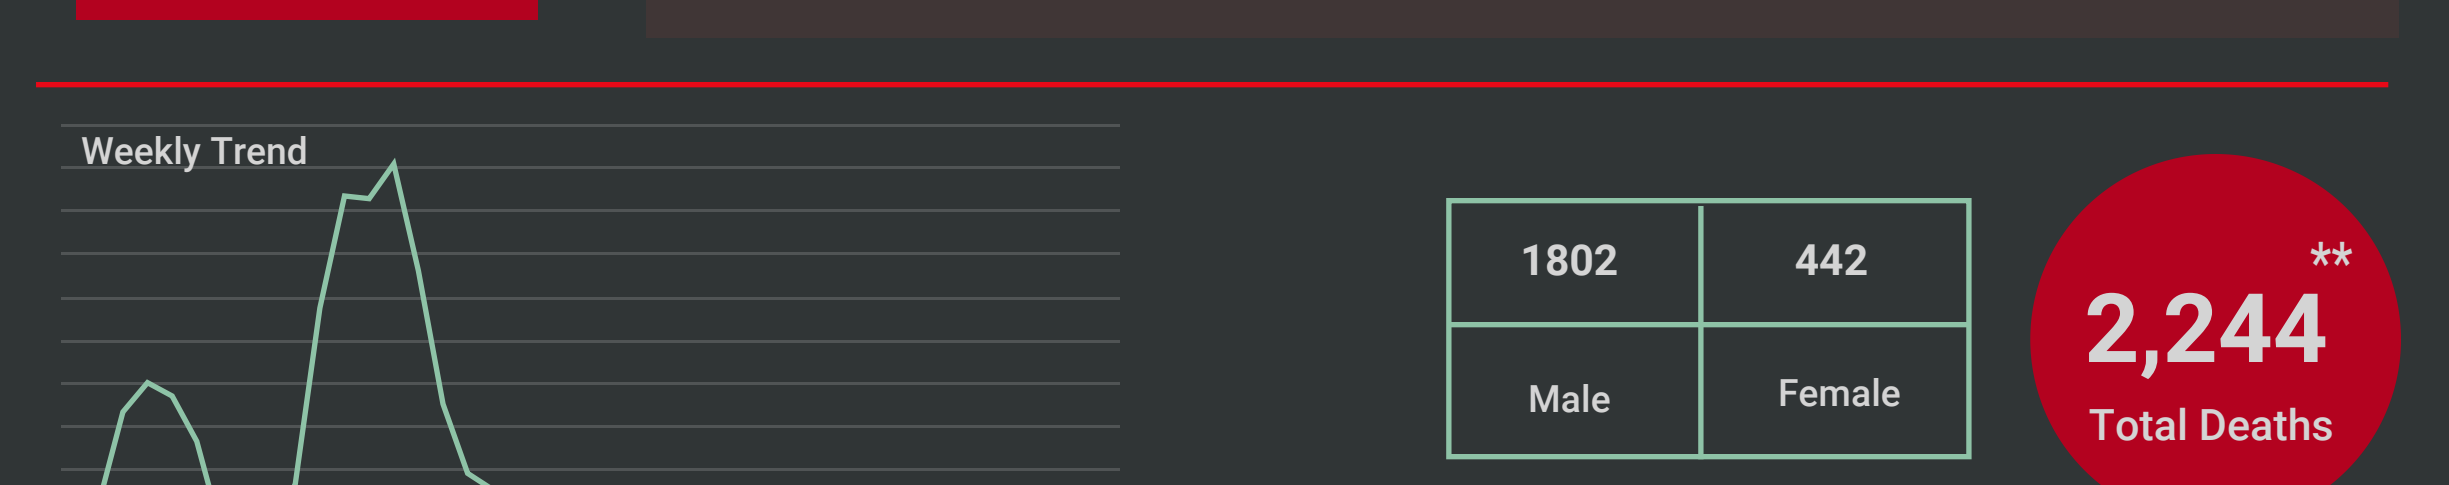 Weekly Trend
1802 442
Male Female
**
2,244
Total Deaths